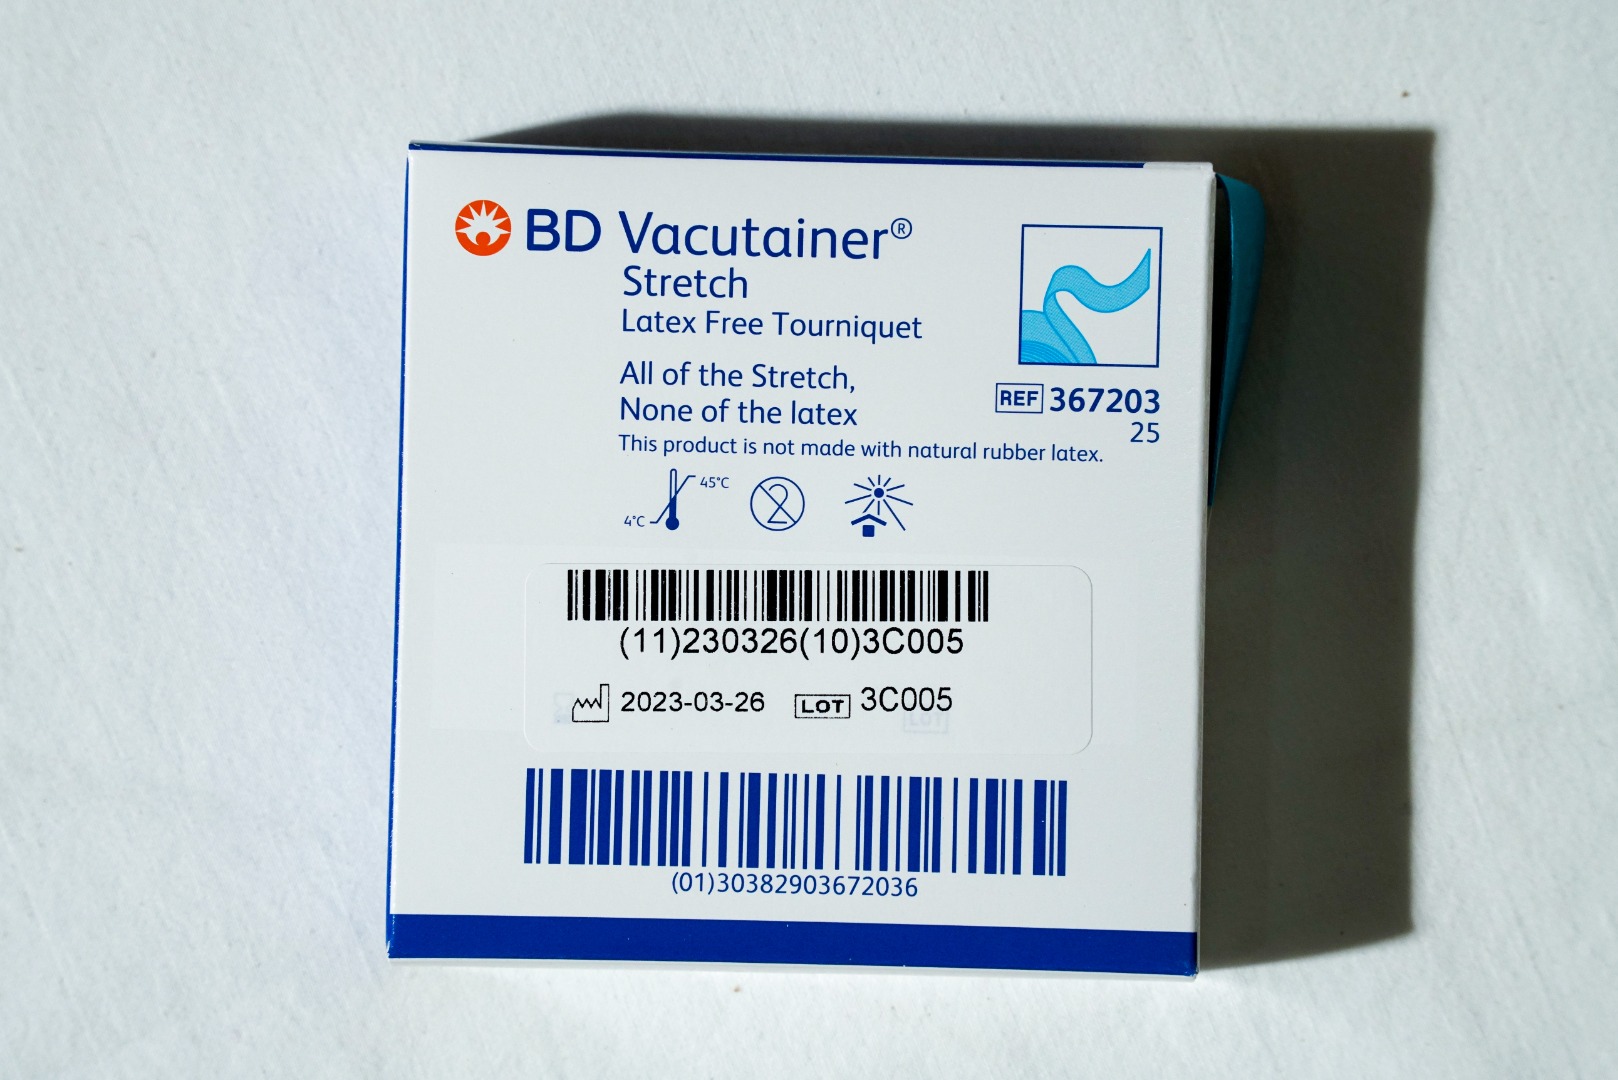 BD Vacutainer®
Stretch
Latex Free Tourniquet
All of the Stretch,
None of the latex
This product is not made with natural rubber latex.
REF 367203
25
45°C
4°C
2
(11)230326(10)3C005
2023-03-26 LOT 3C005
LOT
(01)30382903672036